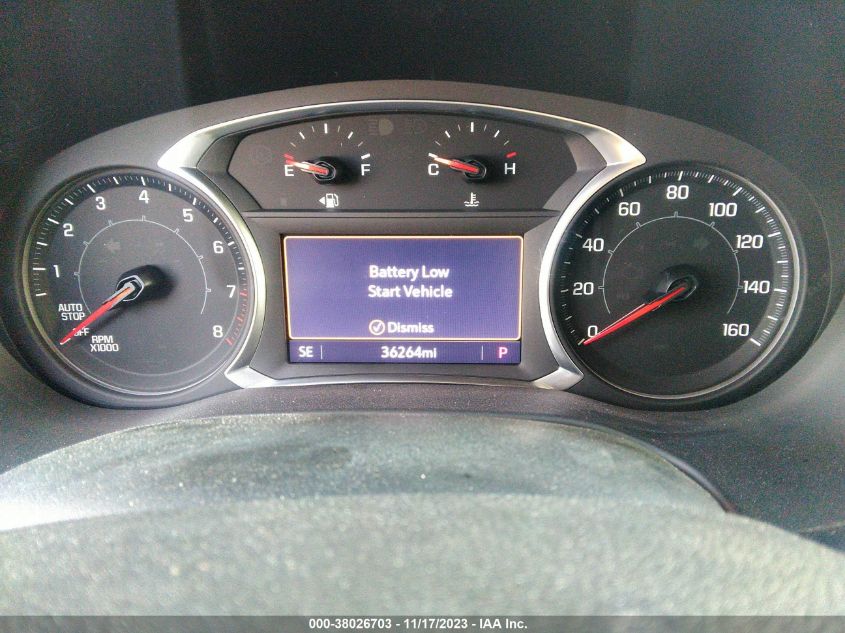 E F
C H
1 2 3 4 5 6 7 8
AUTO
STOP
OFF
RPM
X1000
0 20 40 60 80 100 120 140 160
Battery Low
Start Vehicle
Dismiss
SE 36264mi P
000-38026703 - 11/17/2023 - IAA Inc.